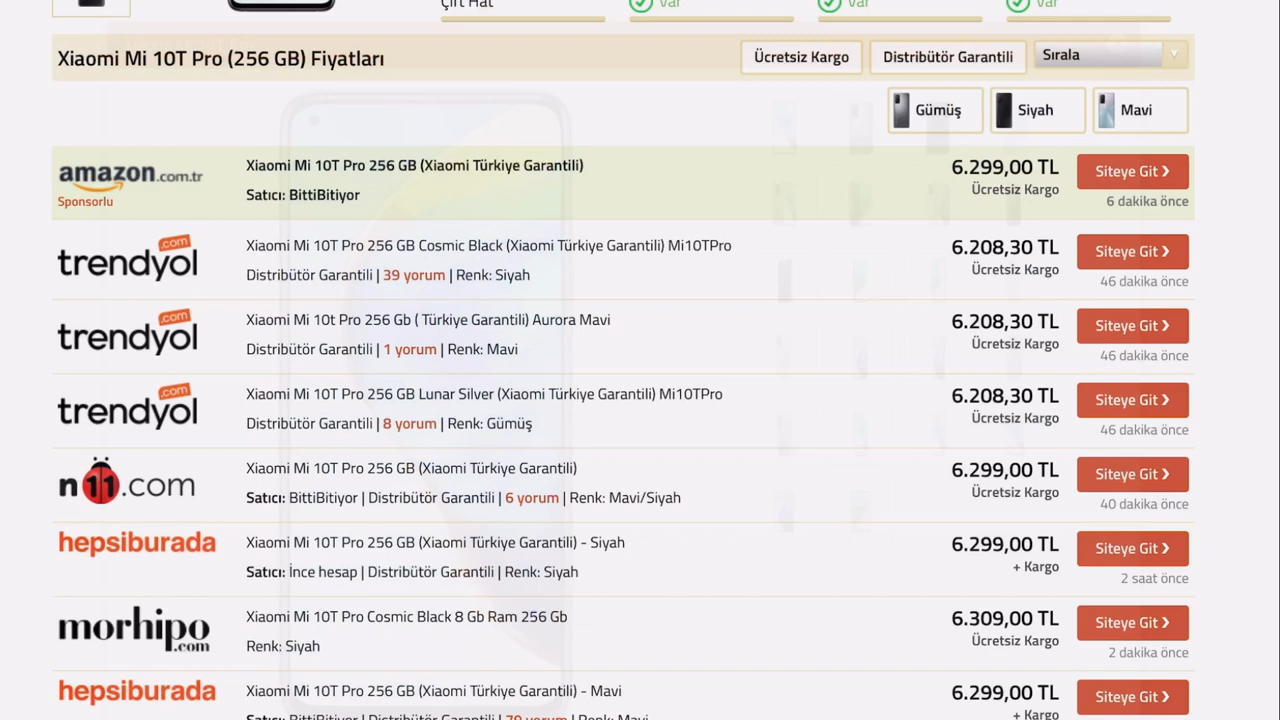 Çift Hat
Var
Var
Var
Xiaomi Mi 10T Pro (256 GB) Fiyatları
Ücretsiz Kargo
Distribütör Garantili
Sırala
Gümüş
Siyah
Mavi
amazon.com.tr
Sponsorlu
Xiaomi Mi 10T Pro 256 GB (Xiaomi Türkiye Garantili)
Satıcı: BittiBitiyor
6.299,00 TL
Ücretsiz Kargo
Siteye Git ❯
6 dakika önce
trendyol.com
Xiaomi Mi 10T Pro 256 GB Cosmic Black (Xiaomi Türkiye Garantili) Mi10TPro
Distribütör Garantili | 39 yorum | Renk: Siyah
6.208,30 TL
Ücretsiz Kargo
Siteye Git ❯
46 dakika önce
trendyol.com
Xiaomi Mi 10t Pro 256 Gb ( Türkiye Garantili) Aurora Mavi
Distribütör Garantili | 1 yorum | Renk: Mavi
6.208,30 TL
Ücretsiz Kargo
Siteye Git ❯
46 dakika önce
trendyol.com
Xiaomi Mi 10T Pro 256 GB Lunar Silver (Xiaomi Türkiye Garantili) Mi10TPro
Distribütör Garantili | 8 yorum | Renk: Gümüş
6.208,30 TL
Ücretsiz Kargo
Siteye Git ❯
46 dakika önce
n11.com
Xiaomi Mi 10T Pro 256 GB (Xiaomi Türkiye Garantili)
Satıcı: BittiBitiyor | Distribütör Garantili | 6 yorum | Renk: Mavi/Siyah
6.299,00 TL
Ücretsiz Kargo
Siteye Git ❯
40 dakika önce
hepsiburada
Xiaomi Mi 10T Pro 256 GB (Xiaomi Türkiye Garantili) - Siyah
Satıcı: İnce hesap | Distribütör Garantili | Renk: Siyah
6.299,00 TL
+ Kargo
Siteye Git ❯
2 saat önce
morhipo.com
Xiaomi Mi 10T Pro Cosmic Black 8 Gb Ram 256 Gb
Renk: Siyah
6.309,00 TL
Ücretsiz Kargo
Siteye Git ❯
2 dakika önce
hepsiburada
Xiaomi Mi 10T Pro 256 GB (Xiaomi Türkiye Garantili) - Mavi
Satıcı: BittiBitiyor | Distribütör Garantili | 79 yorum | Renk: Mavi
6.299,00 TL
+ Kargo
Siteye Git ❯